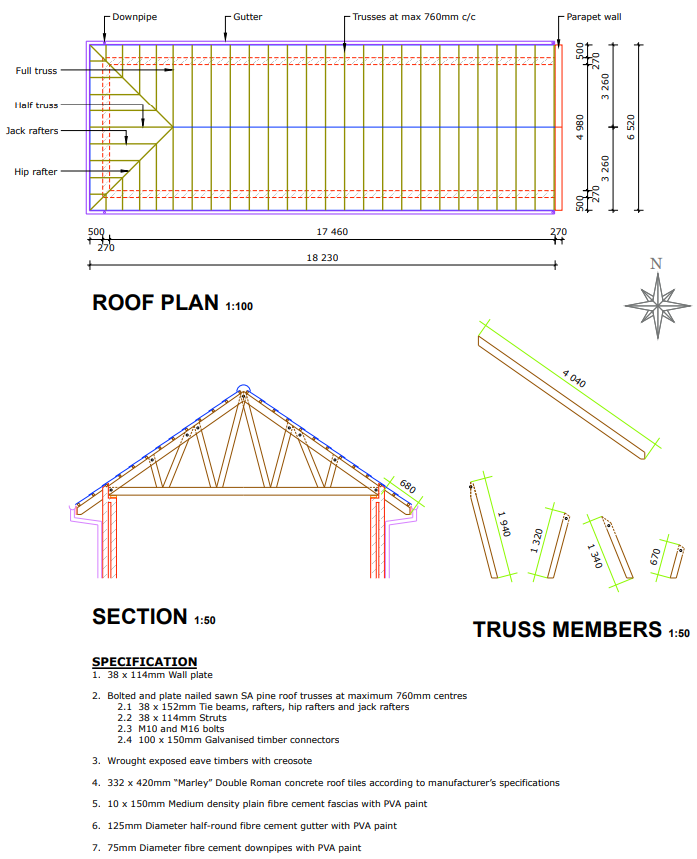 Downpipe
Gutter
Trusses at max 760mm c/c
Parapet wall
Full truss
Half truss
Jack rafters
Hip rafter
500
270
3 260
4 980
6 520
3 260
270
500
500
17 460
270
270
18 230
N
ROOF PLAN 1:100
4 040
680
1 940
1 320
1 340
670
SECTION 1:50
TRUSS MEMBERS 1:50
SPECIFICATION
1. 38 x 114mm Wall plate
2. Bolted and plate nailed sawn SA pine roof trusses at maximum 760mm centres
2.1 38 x 152mm Tie beams, rafters, hip rafters and jack rafters
2.2 38 x 114mm Struts
2.3 M10 and M16 bolts
2.4 100 x 150mm Galvanised timber connectors
3. Wrought exposed eave timbers with creosote
4. 332 x 420mm “Marley” Double Roman concrete roof tiles according to manufacturer’s specifications
5. 10 x 150mm Medium density plain fibre cement fascias with PVA paint
6. 125mm Diameter half-round fibre cement gutter with PVA paint
7. 75mm Diameter fibre cement downpipes with PVA paint